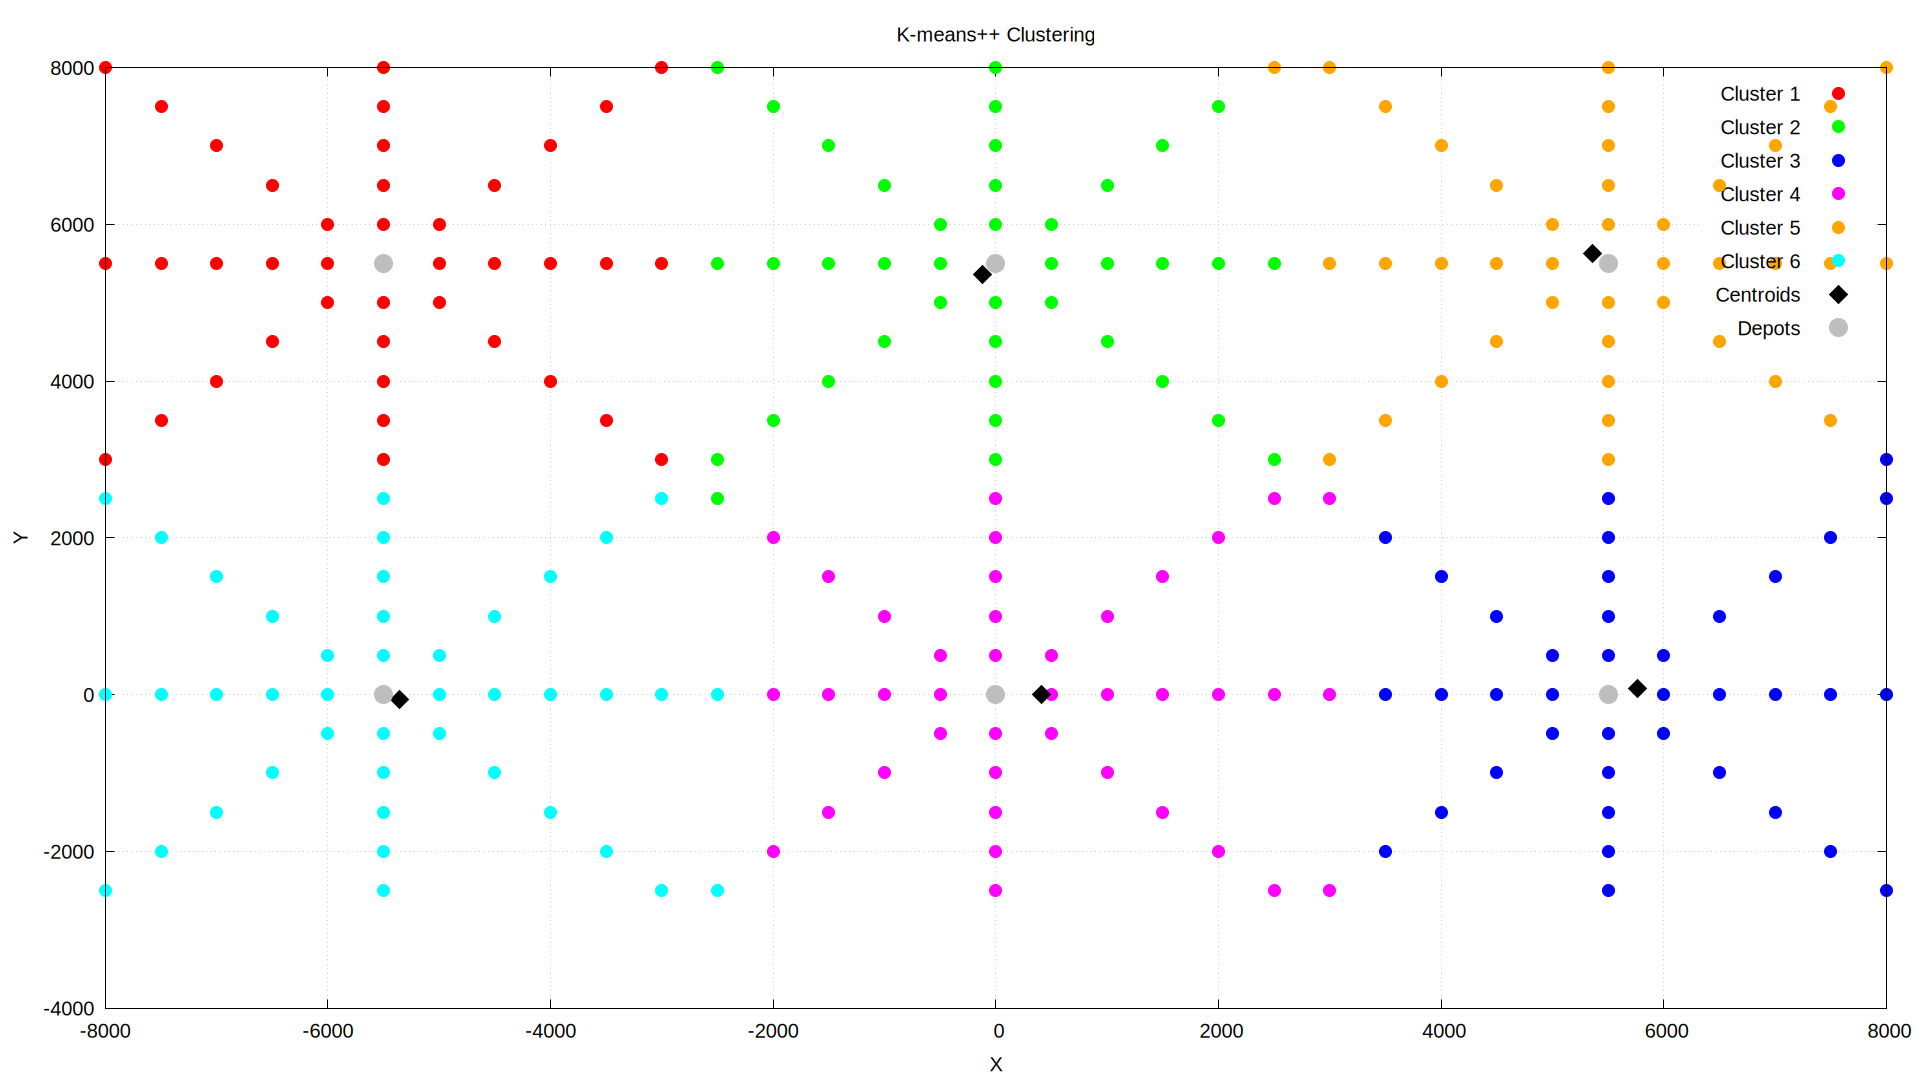 K-means++ Clustering
8000
6000
4000
2000
0
-2000
-4000
Y
Cluster 1
Cluster 2
Cluster 3
Cluster 4
Cluster 5
Cluster 6
Centroids
Depots
-8000 -6000 -4000 -2000 0 2000 4000 6000 8000
X